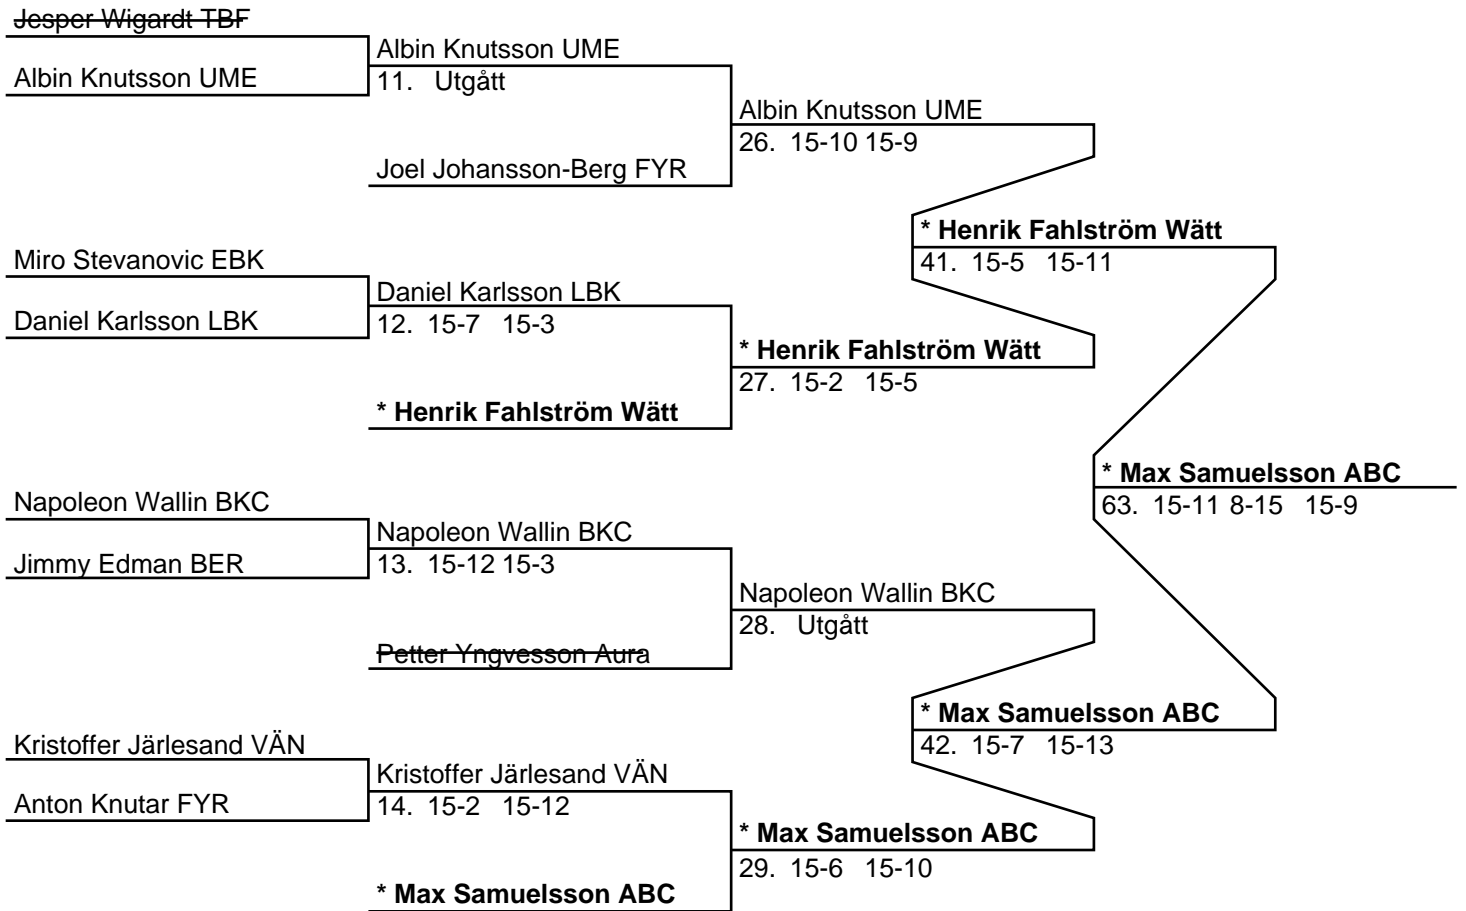 Jesper Wigardt TBF
Albin Knutsson UME
Albin Knutsson UME
11. Utgått
Albin Knutsson UME
26. 15-10 15-9
Joel Johansson-Berg FYR
* Henrik Fahlström Wätt
41. 15-5 15-11
Miro Stevanovic EBK
Daniel Karlsson LBK
Daniel Karlsson LBK
12. 15-7 15-3
* Henrik Fahlström Wätt
27. 15-2 15-5
* Henrik Fahlström Wätt
* Max Samuelsson ABC
63. 15-11 8-15 15-9
Napoleon Wallin BKC
Napoleon Wallin BKC
Jimmy Edman BER
13. 15-12 15-3
Napoleon Wallin BKC
28. Utgått
Petter Yngvesson Aura
* Max Samuelsson ABC
42. 15-7 15-13
Kristoffer Järlesand VÄN
Kristoffer Järlesand VÄN
Anton Knutar FYR
14. 15-2 15-12
* Max Samuelsson ABC
29. 15-6 15-10
* Max Samuelsson ABC